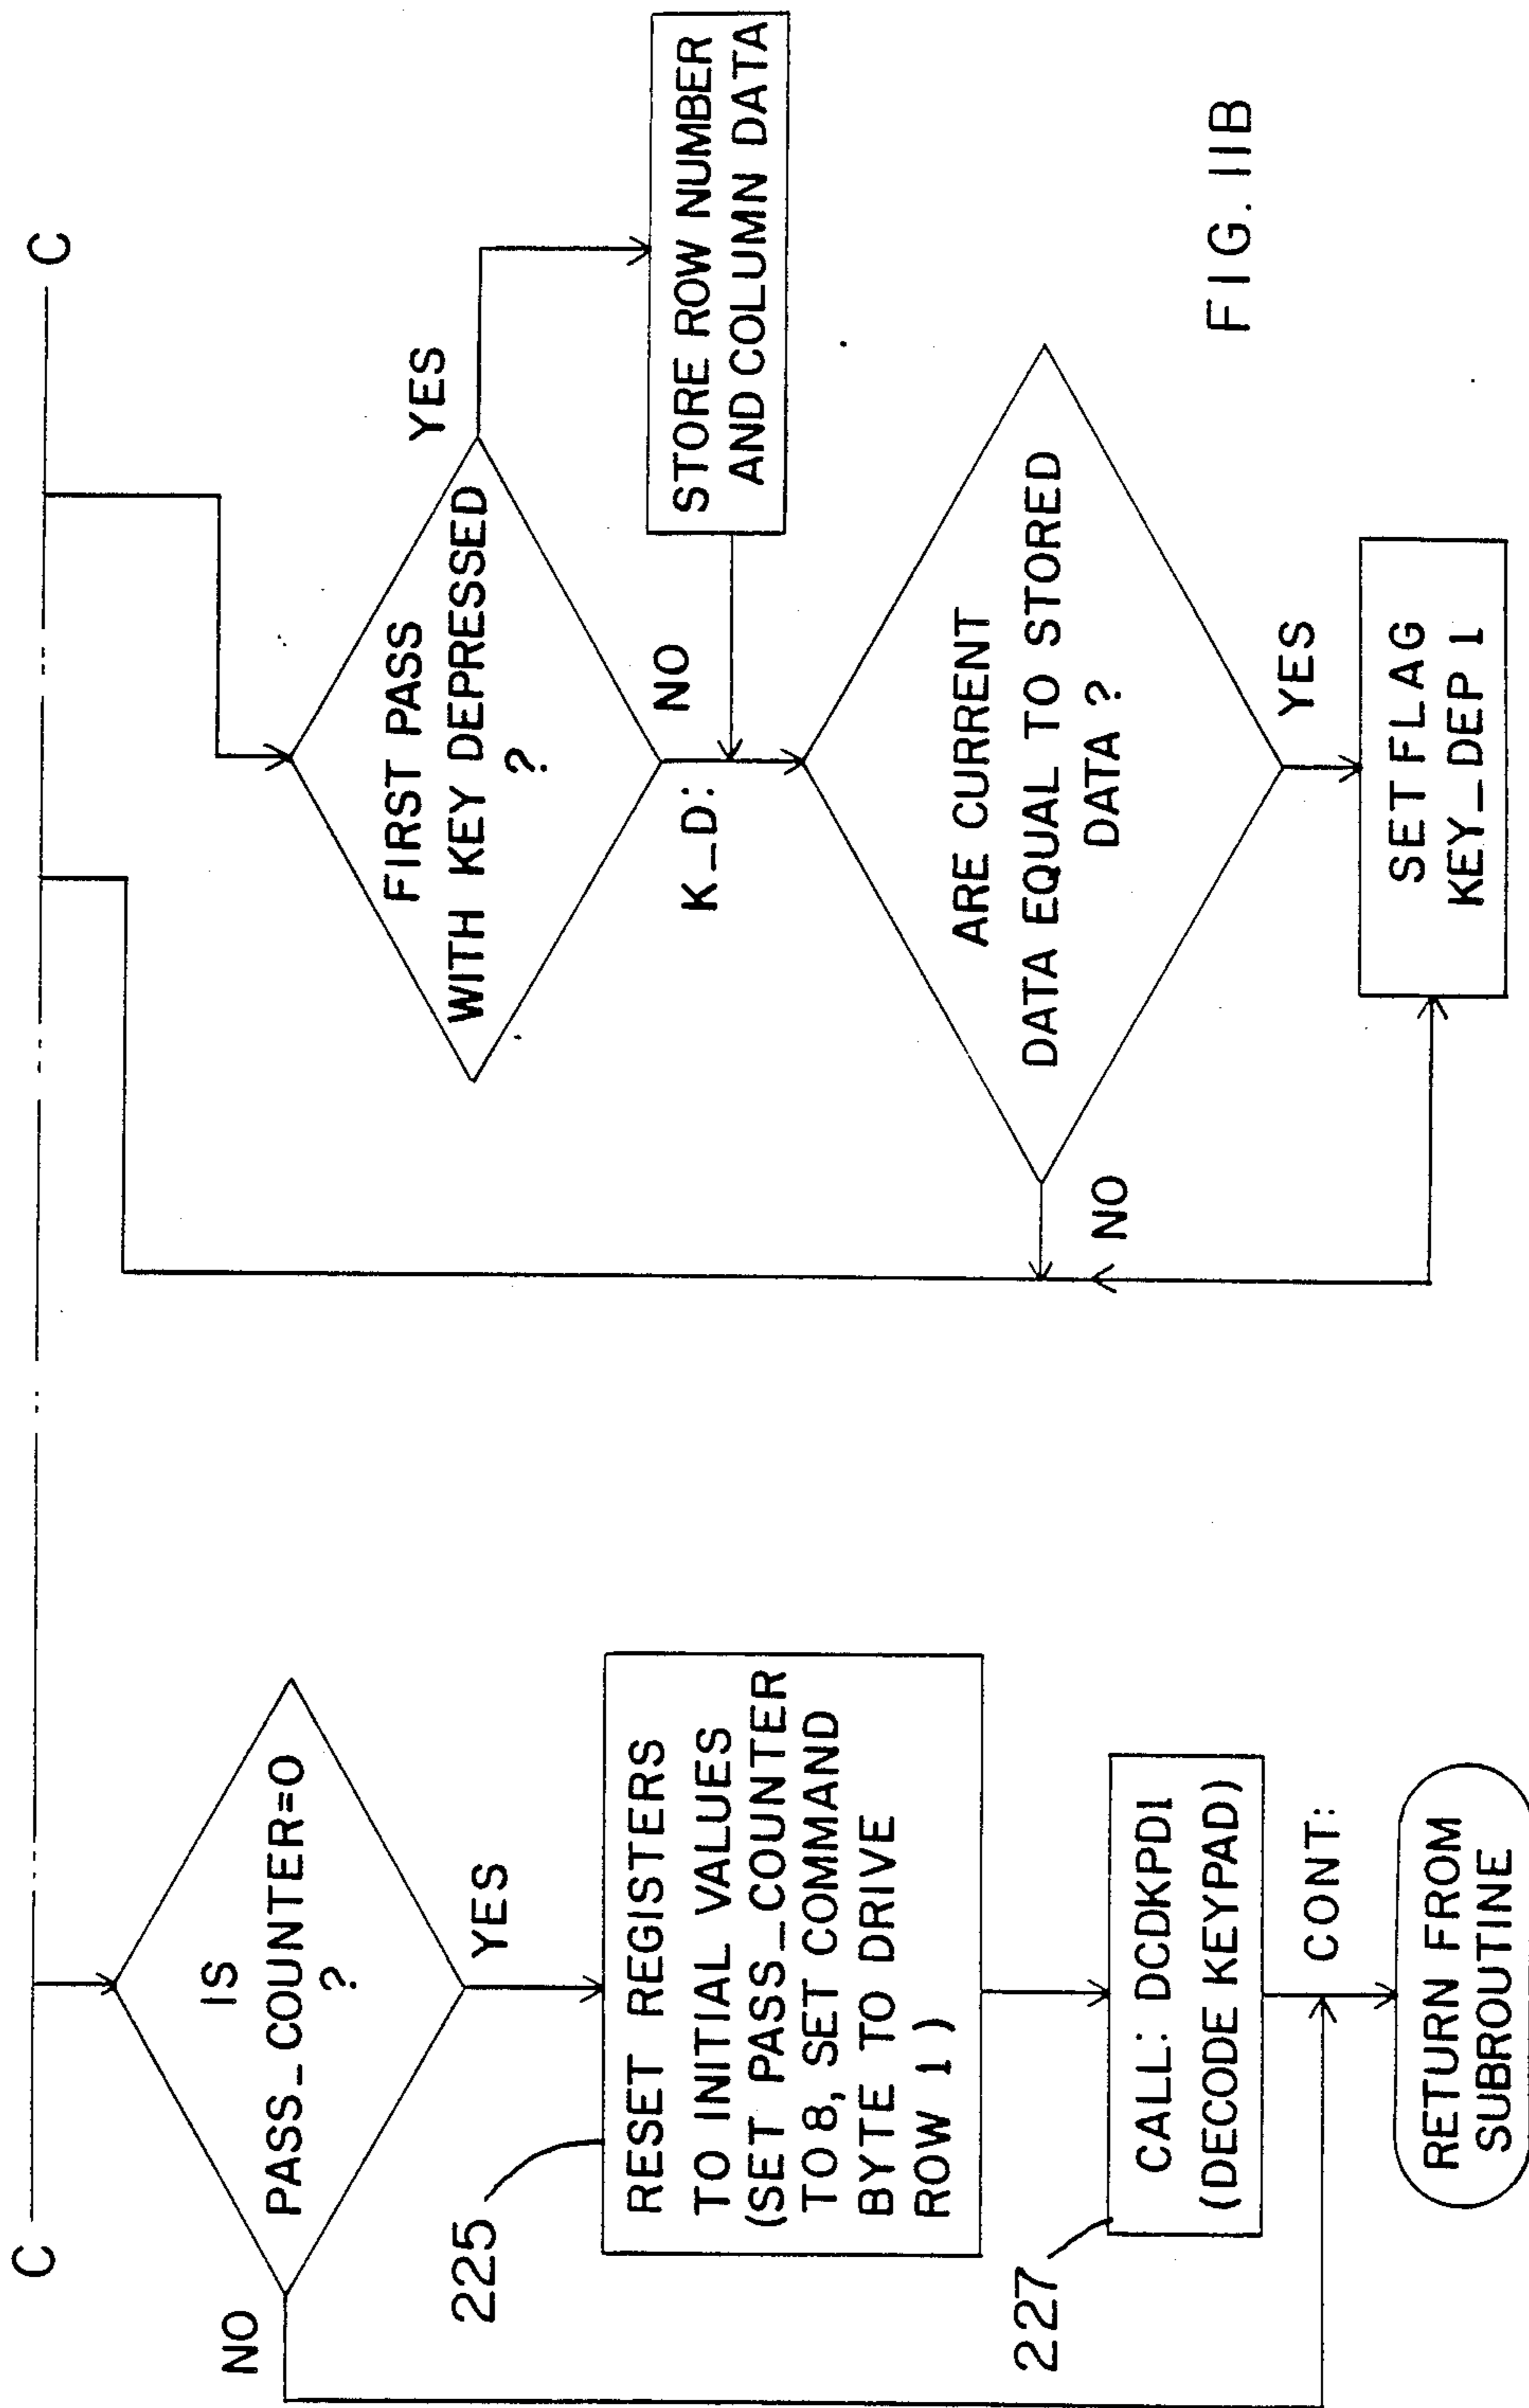 C
C
IS
PASS_COUNTER=0
?
NO
YES
225
RESET REGISTERS
TO INITIAL VALUES
(SET PASS_COUNTER
TO 8, SET COMMAND
BYTE TO DRIVE
ROW 1)
227
CALL: DCDKPD1
(DECODE KEYPAD)
CONT:
RETURN FROM
SUBROUTINE
FIRST PASS
WITH KEY DEPRESSED
?
YES
STORE ROW NUMBER
AND COLUMN DATA
NO
K_D:
ARE CURRENT
DATA EQUAL TO STORED
DATA?
NO
YES
SET FLAG
KEY_DEP 1
FIG. 11B